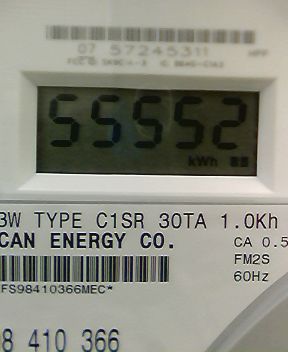 07 57245311
55552
kWh
3W TYPE C1SR 30TA 1.0Kh
CAN ENERGY CO.
CA 0.5
FM2S
60Hz
FS98410366MEC*
8 410 366